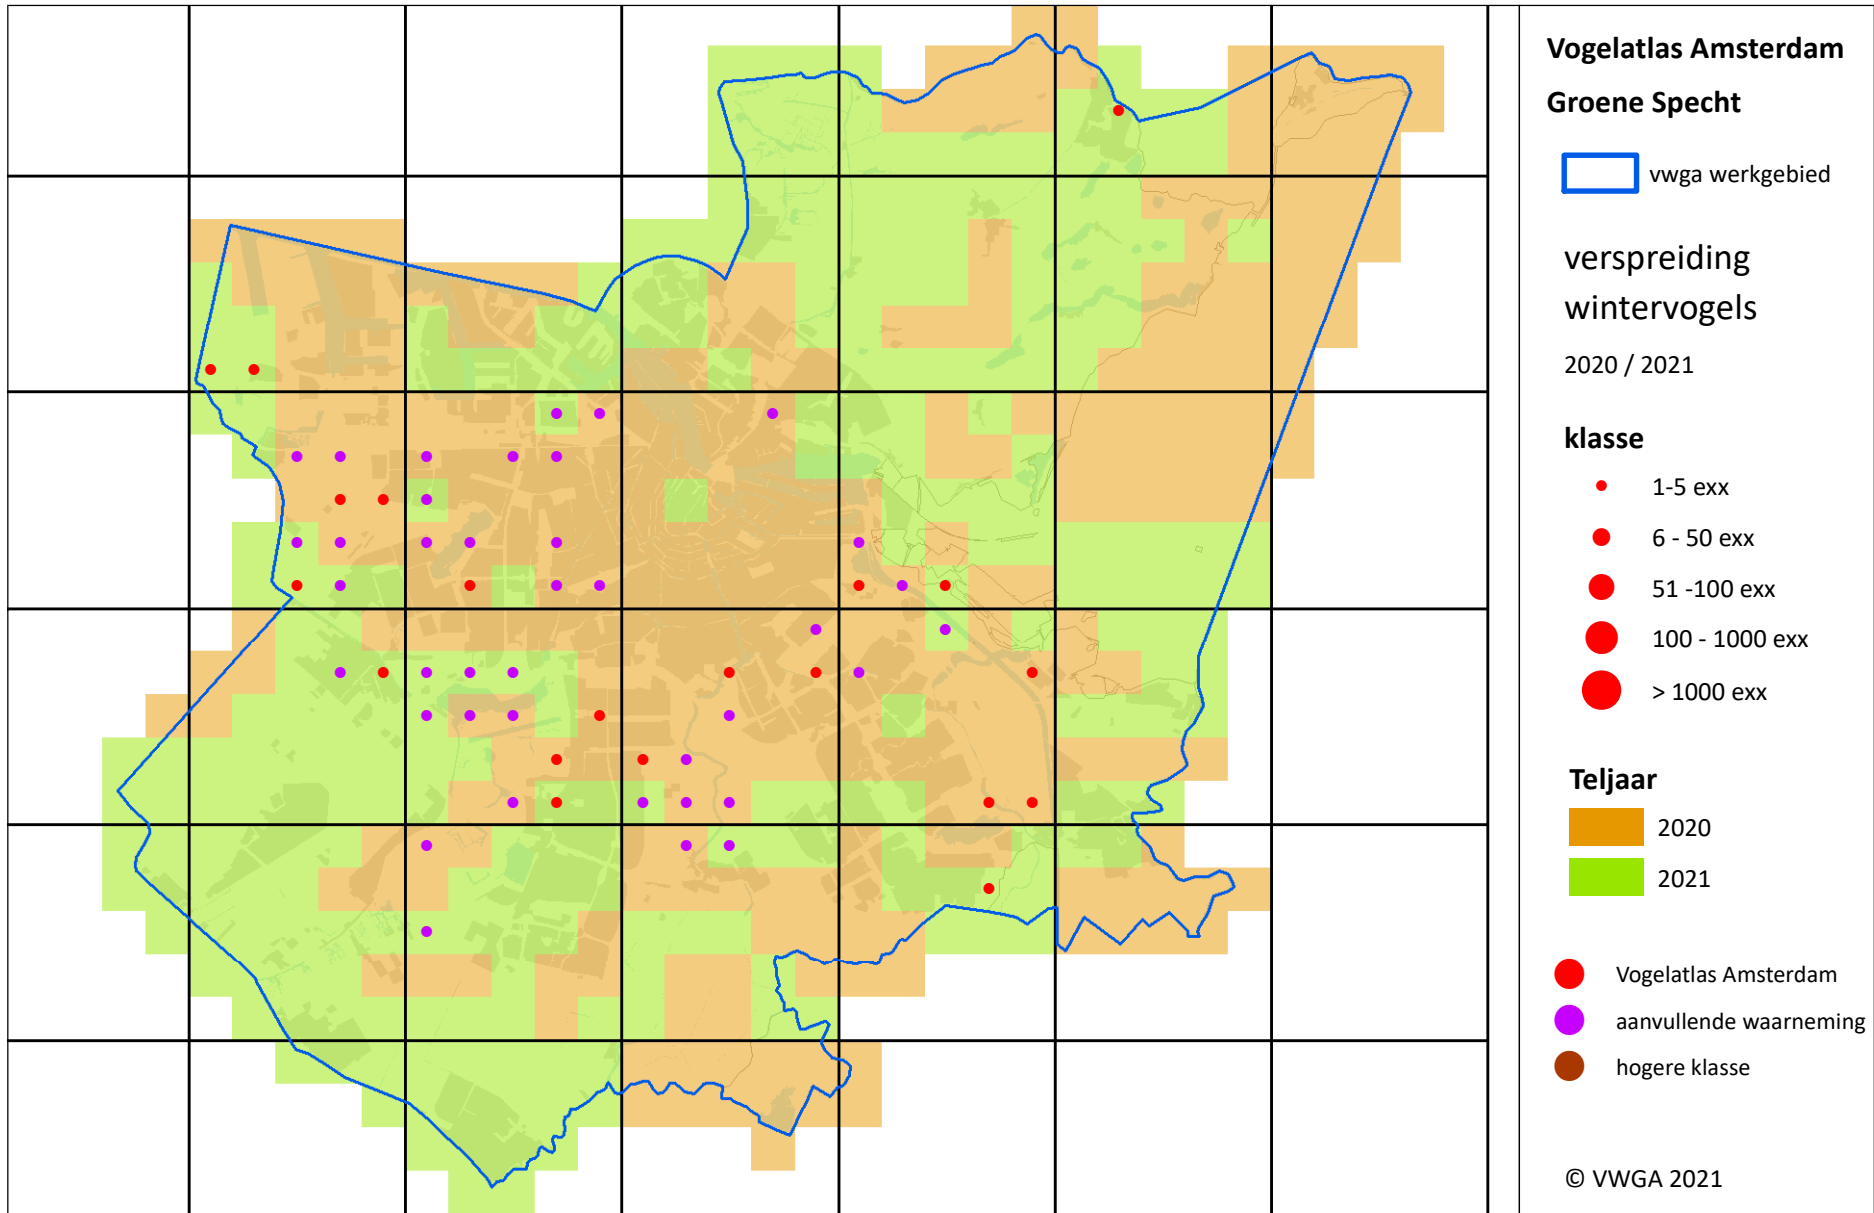 Vogelatlas Amsterdam
Groene Specht
vwga werkgebied
verspreiding
wintervogels
2020 / 2021
klasse
1-5 exx
6 - 50 exx
51 -100 exx
100 - 1000 exx
> 1000 exx
Teljaar
2020
2021
Vogelatlas Amsterdam
aanvullende waarneming
hogere klasse
© VWGA 2021